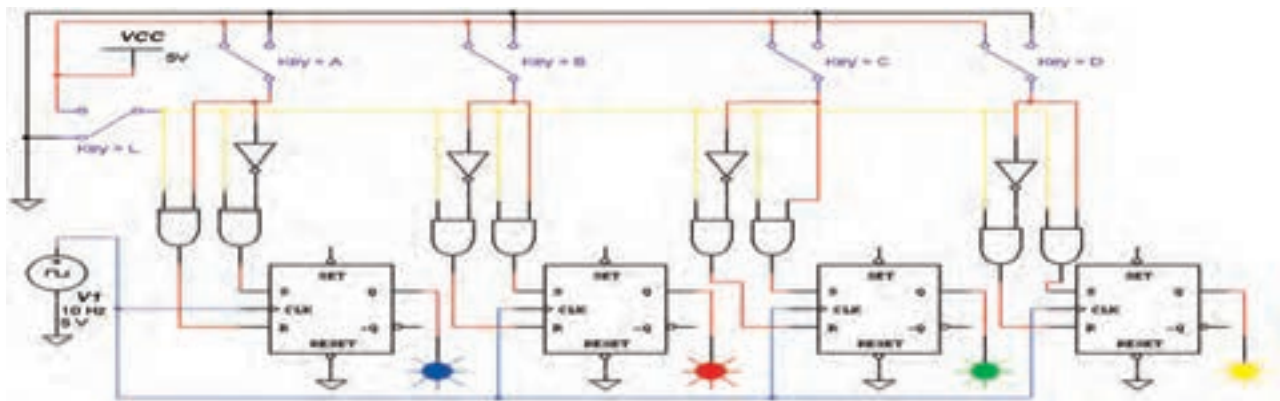 VCC
5V
Key = A
Key = B
Key = C
Key = D
Key = L
V1
10 Hz
5 V
SET
S Q
CLK
R ~Q
RESET
SET
S Q
CLK
R ~Q
RESET
SET
S Q
CLK
R ~Q
RESET
SET
S Q
CLK
R ~Q
RESET